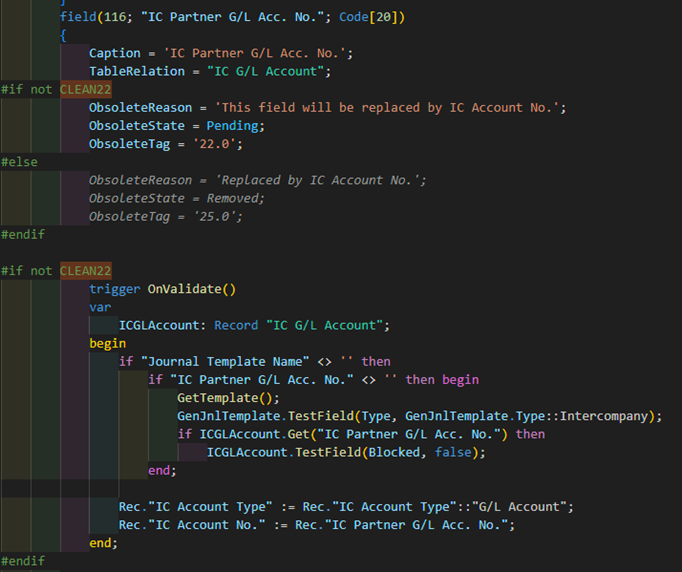 }
field(116; "IC Partner G/L Acc. No."; Code[20])
{
Caption = 'IC Partner G/L Acc. No.';
TableRelation = "IC G/L Account";
#if not CLEAN22
ObsoleteReason = 'This field will be replaced by IC Account No.';
ObsoleteState = Pending;
ObsoleteTag = '22.0';
#else
ObsoleteReason = 'Replaced by IC Account No.';
ObsoleteState = Removed;
ObsoleteTag = '25.0';
#endif
#if not CLEAN22
trigger OnValidate()
var
ICGLAccount: Record "IC G/L Account";
begin
if "Journal Template Name" <> '' then
if "IC Partner G/L Acc. No." <> '' then begin
GetTemplate();
GenJnlTemplate.TestField(Type, GenJnlTemplate.Type::Intercompany);
if ICGLAccount.Get("IC Partner G/L Acc. No.") then
ICGLAccount.TestField(Blocked, false);
end;
Rec."IC Account Type" := Rec."IC Account Type"::"G/L Account";
Rec."IC Account No." := Rec."IC Partner G/L Acc. No.";
end;
#endif